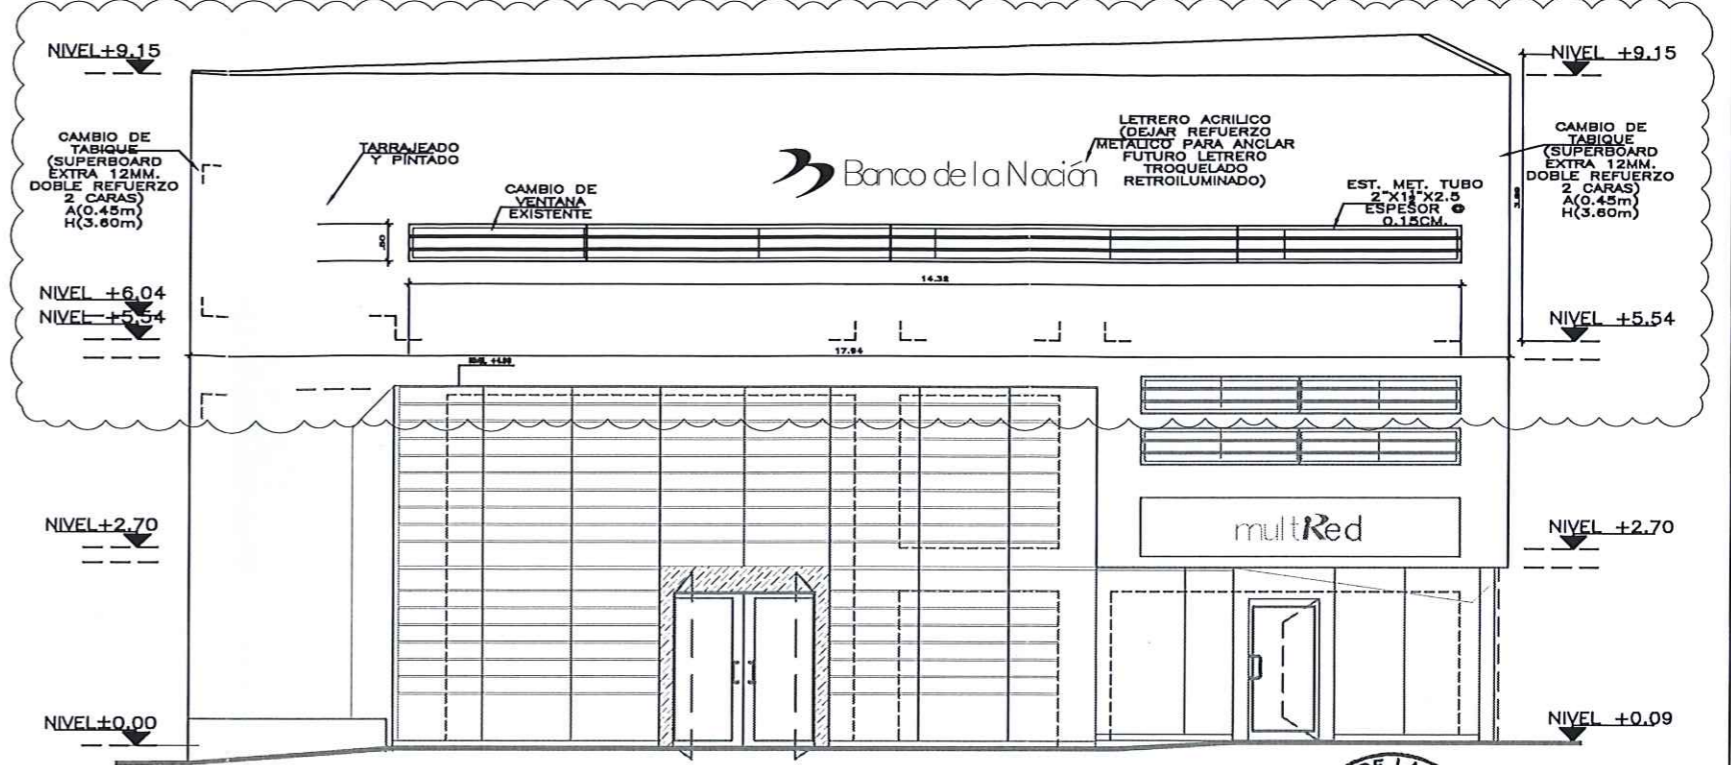 NIVEL+9.15
NIVEL +9.15
CAMBIO DE
TABIQUE
(SUPERBOARD
EXTRA 12MM.
DOBLE REFUERZO
2 CARAS)
A(0.45m)
H(3.60m)
TARRAJEADO
Y PINTADO
CAMBIO DE
VENTANA
EXISTENTE
Banco de la Nación
LETRERO ACRILICO
(DEJAR REFUERZO
METALICO PARA ANCLAR
FUTURO LETRERO
TROQUELADO
RETROILUMINADO)
EST. MET. TUBO
ESPESOR @
0.15CM.
CAMBIO DE
TABIQUE
(SUPERBOARD
EXTRA 12MM.
DOBLE REFUERZO
2 CARAS)
A(0.45m)
H(3.60m)
.50
14.38
NIVEL +6.04
NIVEL +5.54
NIVEL +5.54
17.94
NIVEL+2.70
multiRed
NIVEL +2.70
NIVEL±0.00
NIVEL +0.09
DE LA